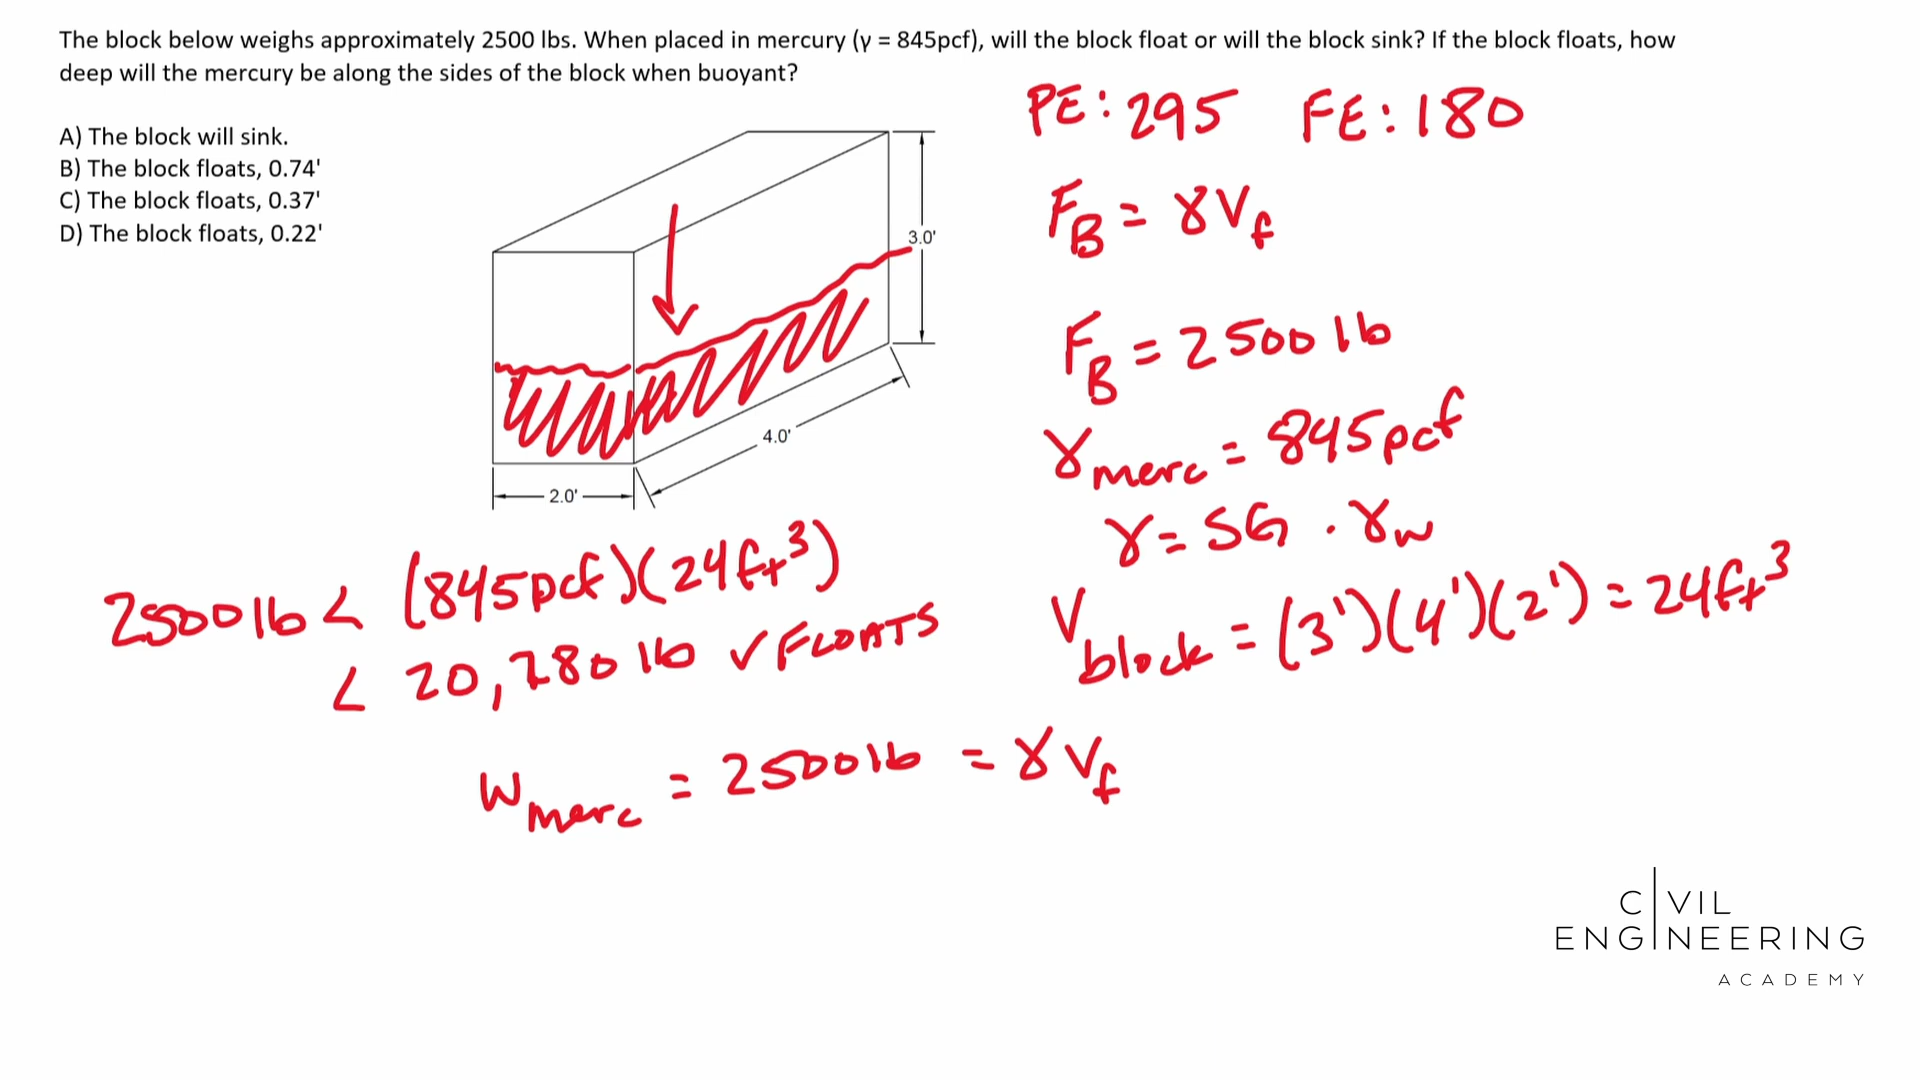 The block below weighs approximately 2500 lbs. When placed in mercury (γ = 845pcf), will the block float or will the block sink? If the block floats, how
deep will the mercury be along the sides of the block when buoyant?
A) The block will sink.
B) The block floats, 0.74'
C) The block floats, 0.37'
D) The block floats, 0.22'
3.0'
4.0'
2.0'
PE: 295 FE: 180
F_B = γV_f
F_B = 2500 lb
γ_merc = 845pcf
γ = SG · γ_w
V_block = (3')(4')(2') = 24ft³
2500 lb < (845pcf)(24ft³)
< 20,280 lb √ FLOATS
W_merc = 2500 lb = γV_f
CIVIL
ENGINEERING
ACADEMY